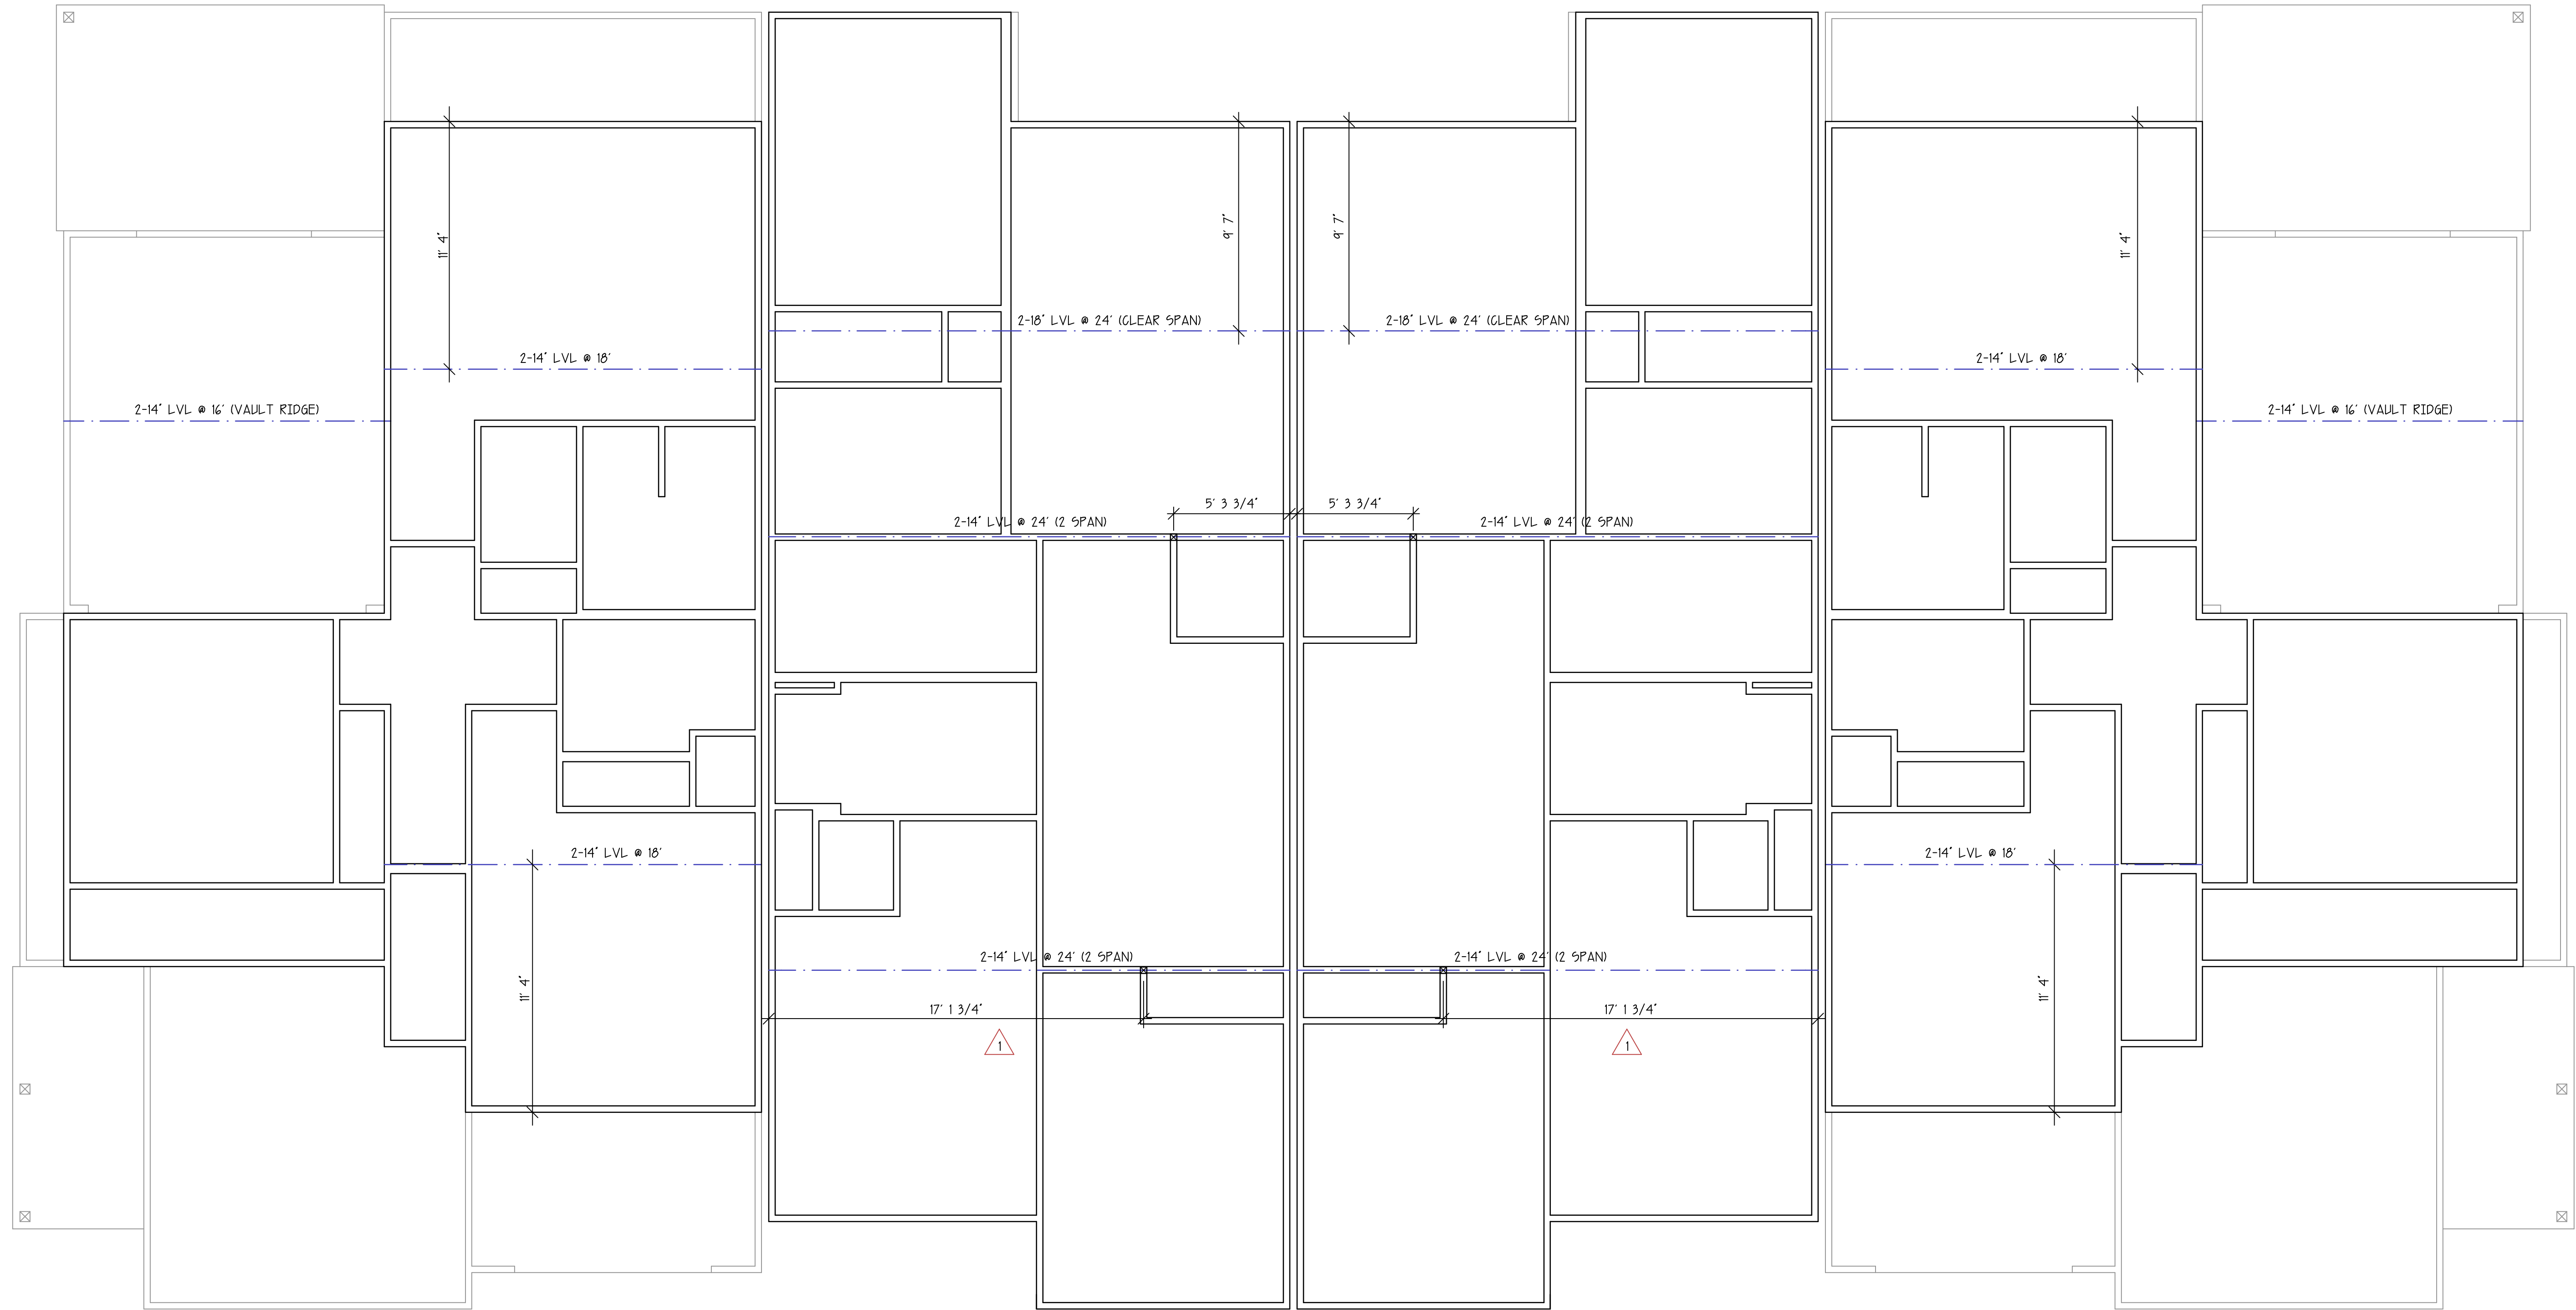 9' 7"
9' 7"
11' 4"
11' 4"
2-18" LVL @ 24' (CLEAR SPAN)
2-18" LVL @ 24' (CLEAR SPAN)
2-14" LVL @ 18'
2-14" LVL @ 18'
2-14" LVL @ 16' (VAULT RIDGE)
2-14" LVL @ 16' (VAULT RIDGE)
5' 3 3/4"
5' 3 3/4"
2-14" LVL @ 24' (2 SPAN)
2-14" LVL @ 24' (2 SPAN)
2-14" LVL @ 18'
2-14" LVL @ 18'
2-14" LVL @ 24' (2 SPAN)
2-14" LVL @ 24' (2 SPAN)
11' 4"
11' 4"
17' 1 3/4"
17' 1 3/4"
1
1